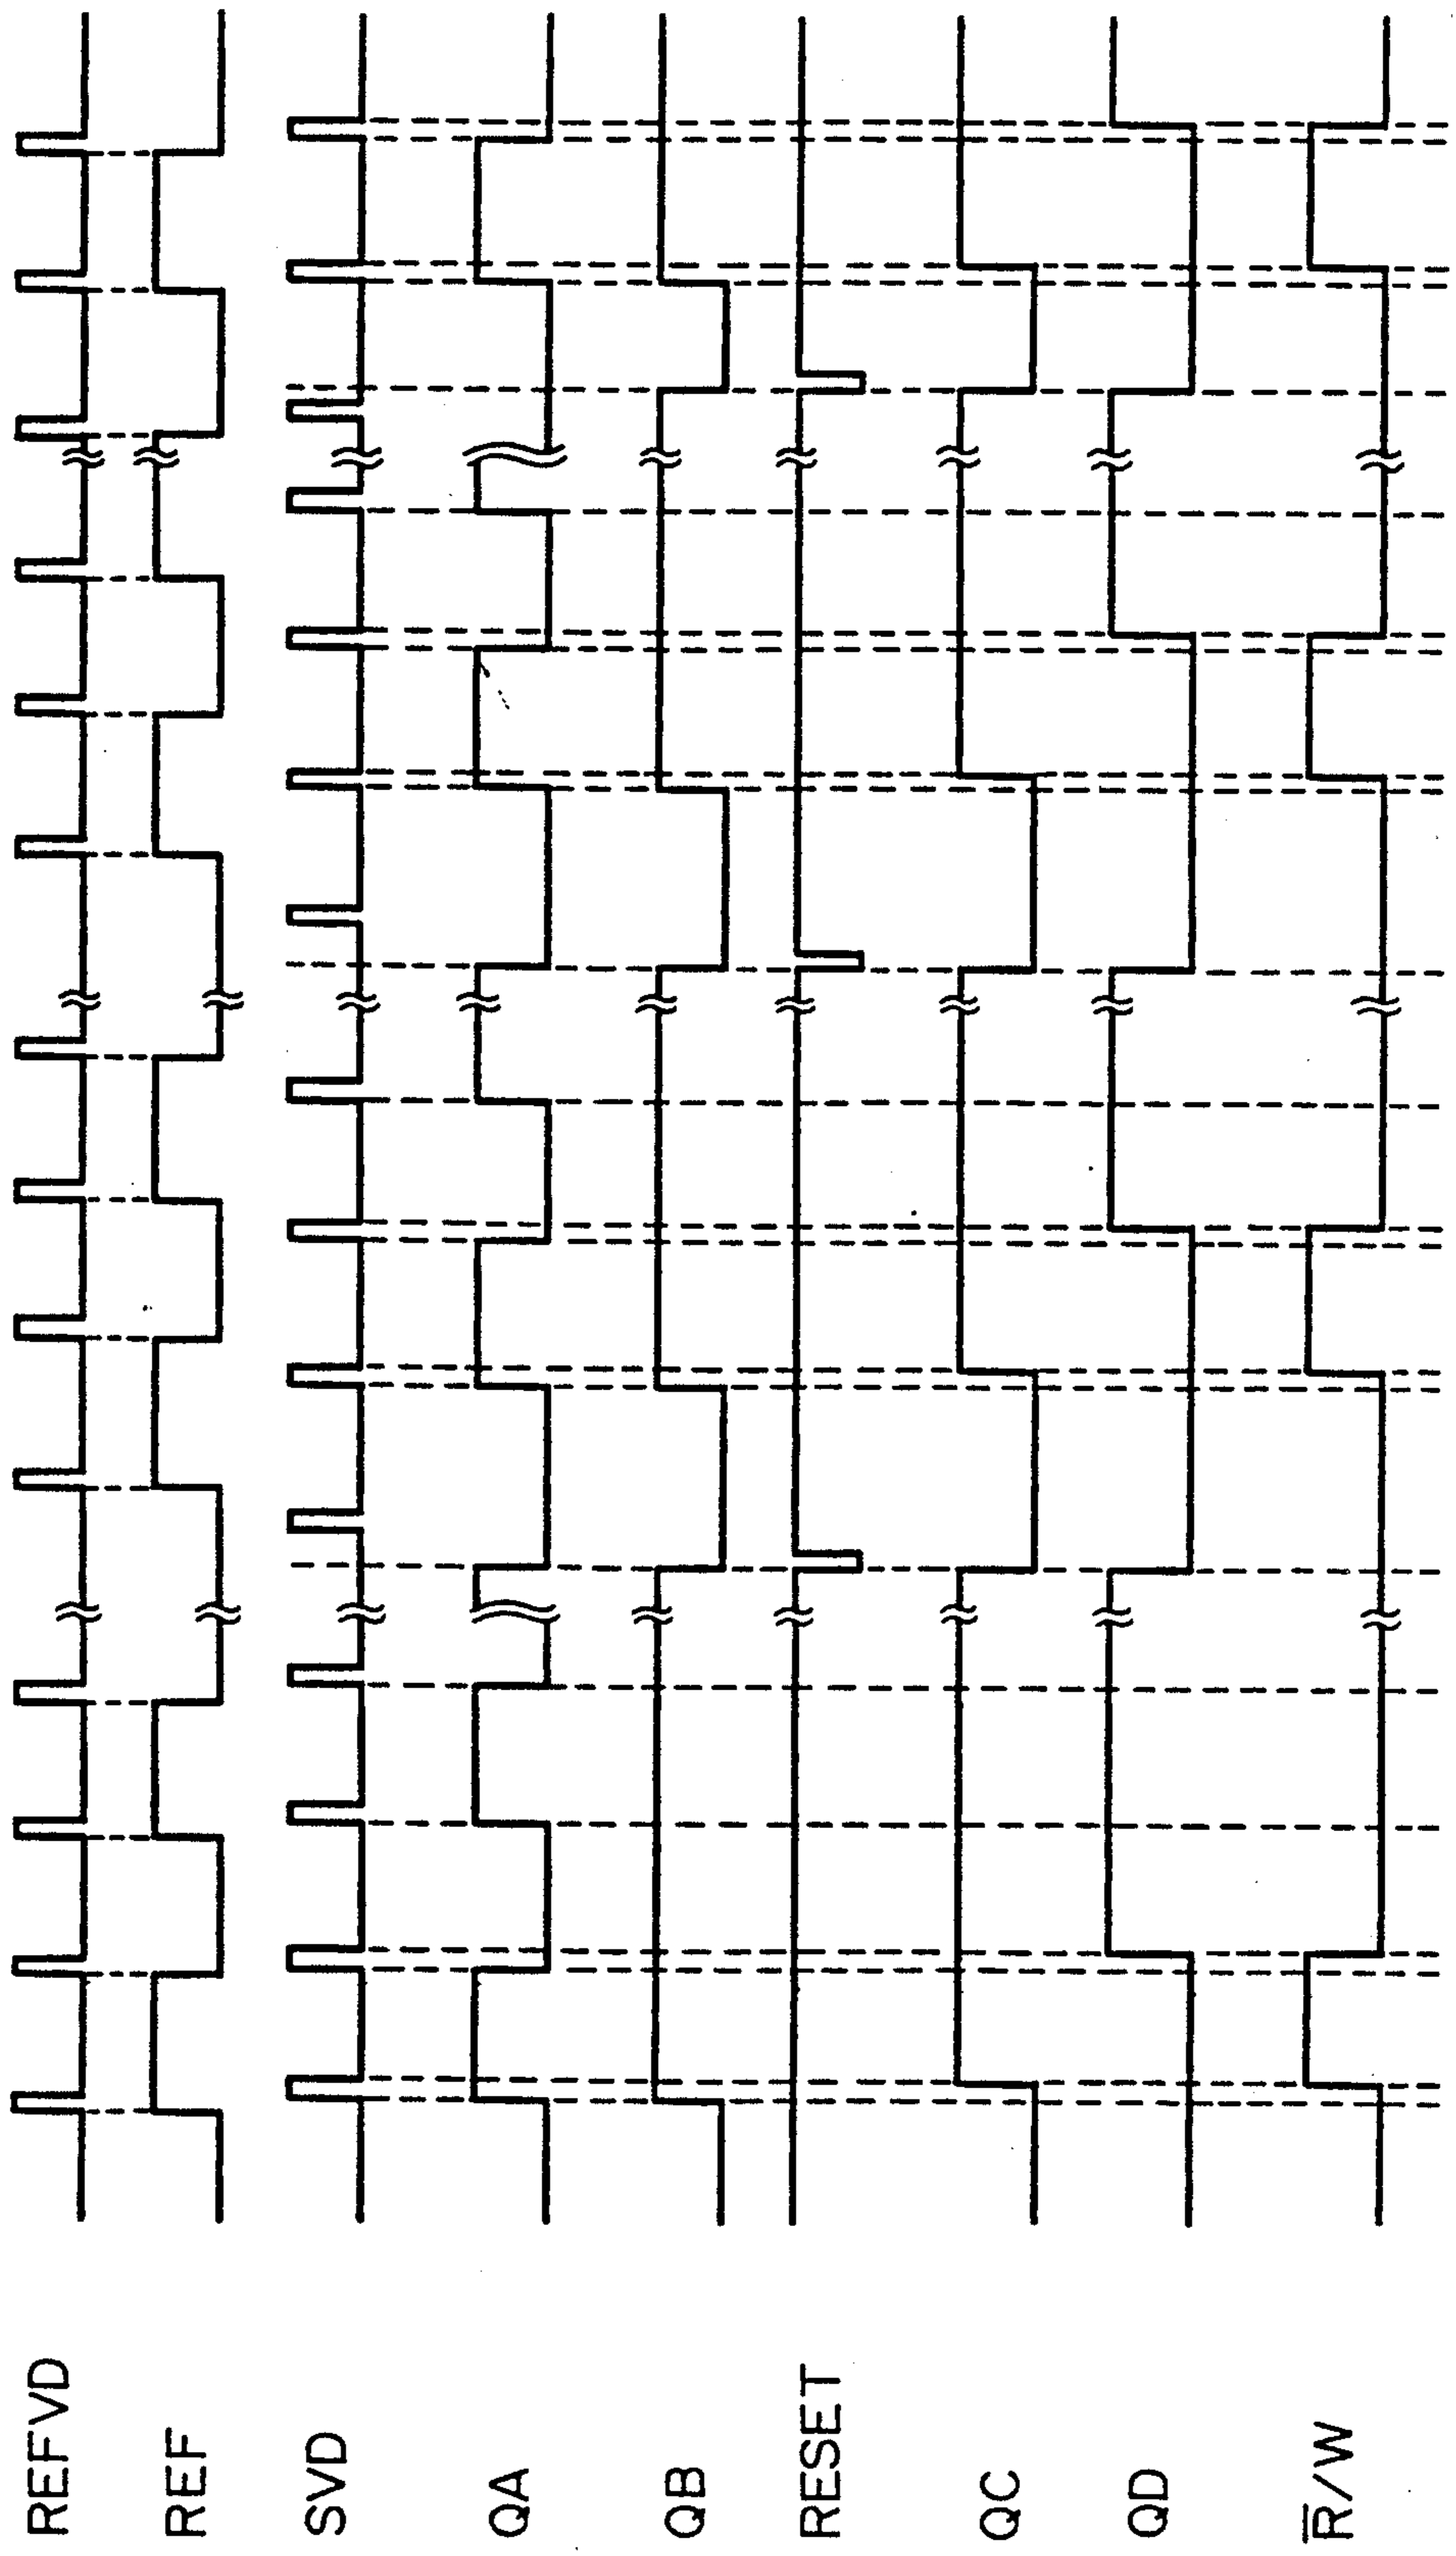 REFVD
REF
SVD
QA
QB
RESET
QC
QD
R̅/W